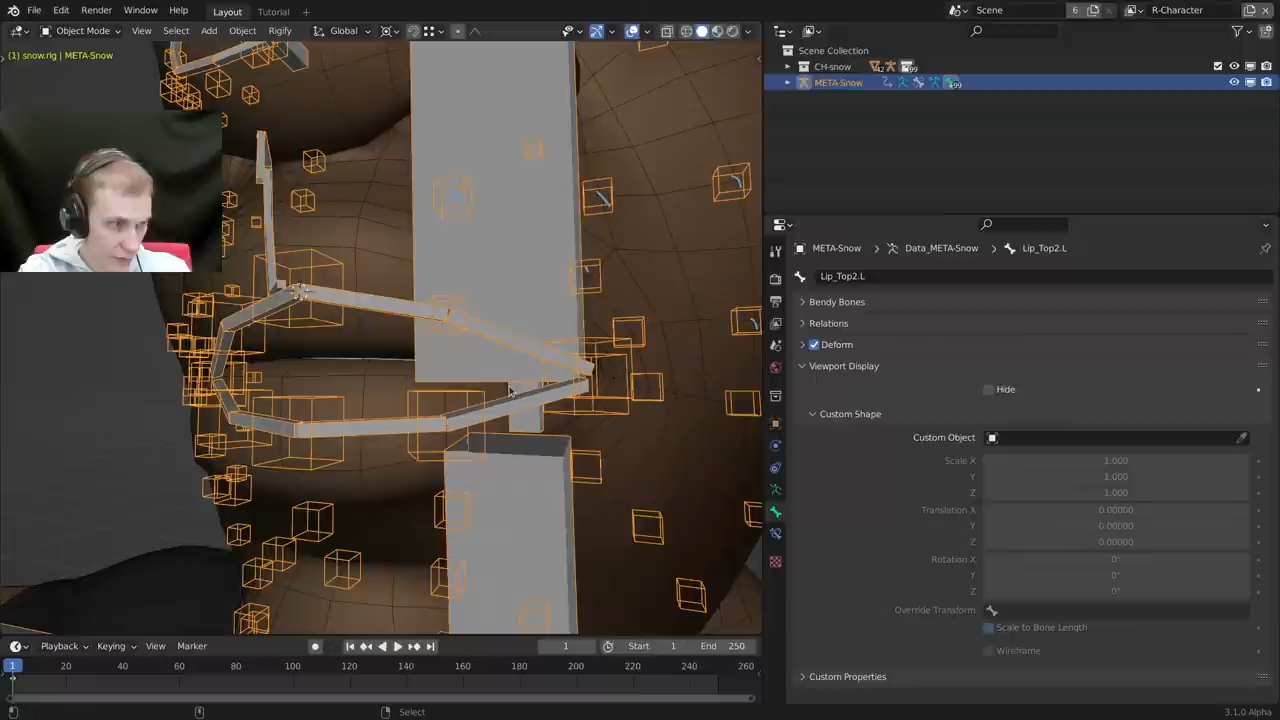 File Edit Render Window Help Layout Tutorial Scene 6 R-Character
Object Mode View Select Add Object Rigify Global
(1) snow.rig | META-Snow
Scene Collection
CH-snow 42 99
META-Snow 99
META-Snow > Data_META-Snow > Lip_Top2.L
Lip_Top2.L
Bendy Bones
Relations
Deform
Viewport Display
Hide
Custom Shape
Custom Object
Scale X 1.000
Y 1.000
Z 1.000
Translation X 0.00000
Y 0.00000
Z 0.00000
Rotation X 0°
Y 0°
Z 0°
Override Transform
Scale to Bone Length
Wireframe
Custom Properties
Playback Keying View Marker 1 Start 1 End 250
1 20 40 60 80 100 120 140 160 180 200 220 240 260
Select 3.1.0 Alpha